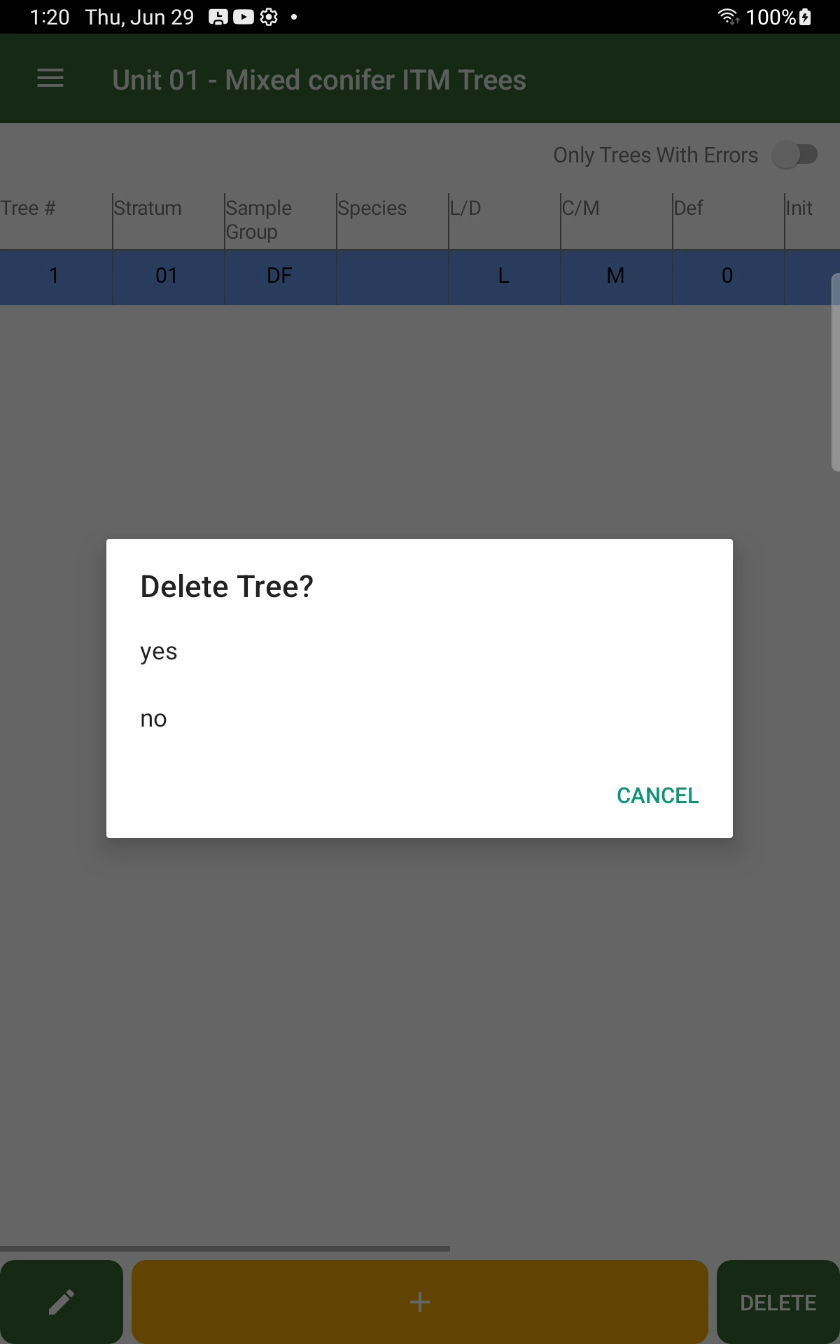 1:20 Thu, Jun 29 100%
Unit 01 - Mixed conifer ITM Trees
Only Trees With Errors
Tree # Stratum Sample Group Species L/D C/M Def Init
1 01 DF L M 0
Delete Tree?
yes
no
CANCEL
+ DELETE